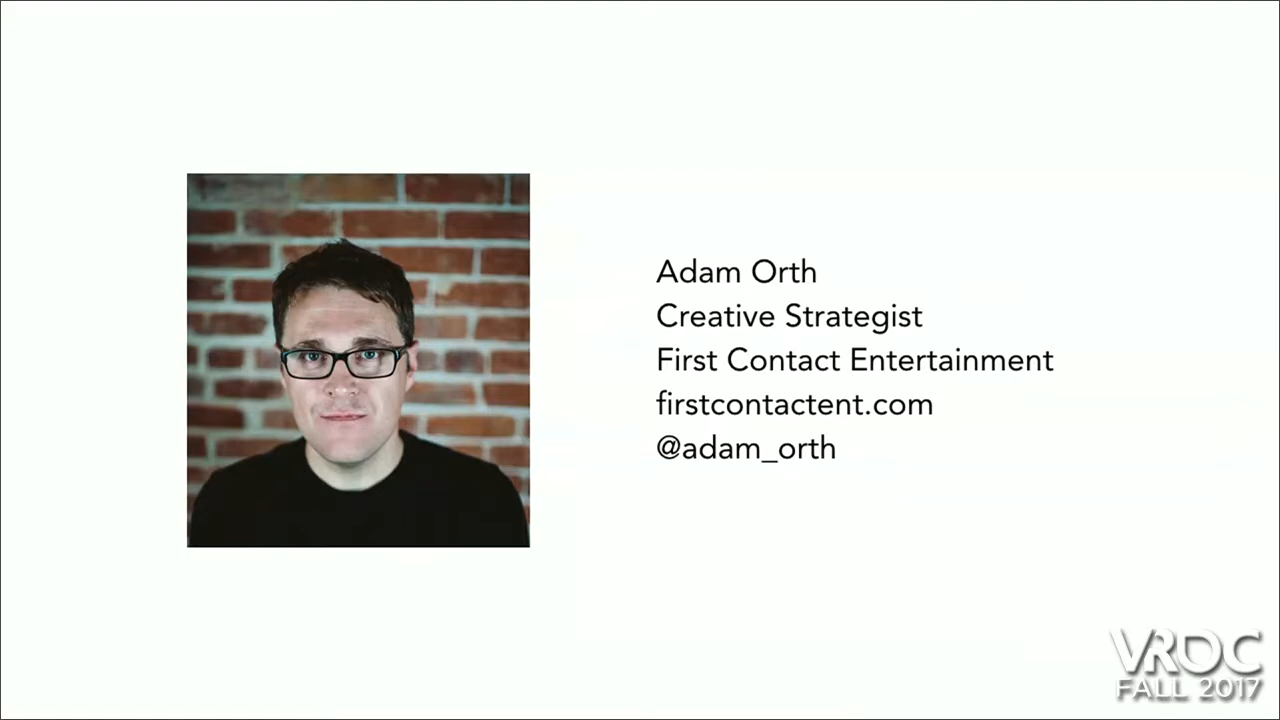 Adam Orth
Creative Strategist
First Contact Entertainment
firstcontactent.com
@adam_orth
VRDC
FALL 2017